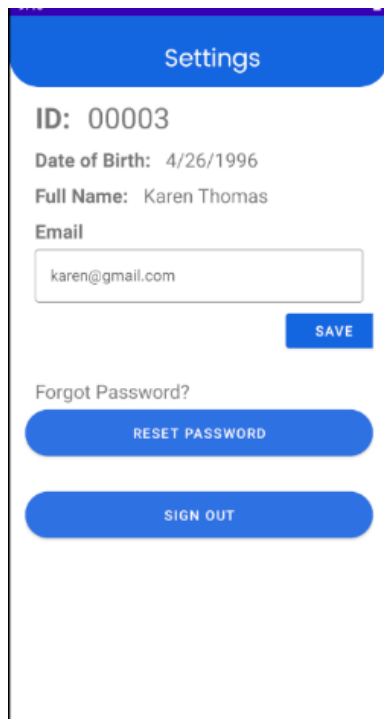 Settings
ID: 00003
Date of Birth: 4/26/1996
Full Name: Karen Thomas
Email
karen@gmail.com
SAVE
Forgot Password?
RESET PASSWORD
SIGN OUT